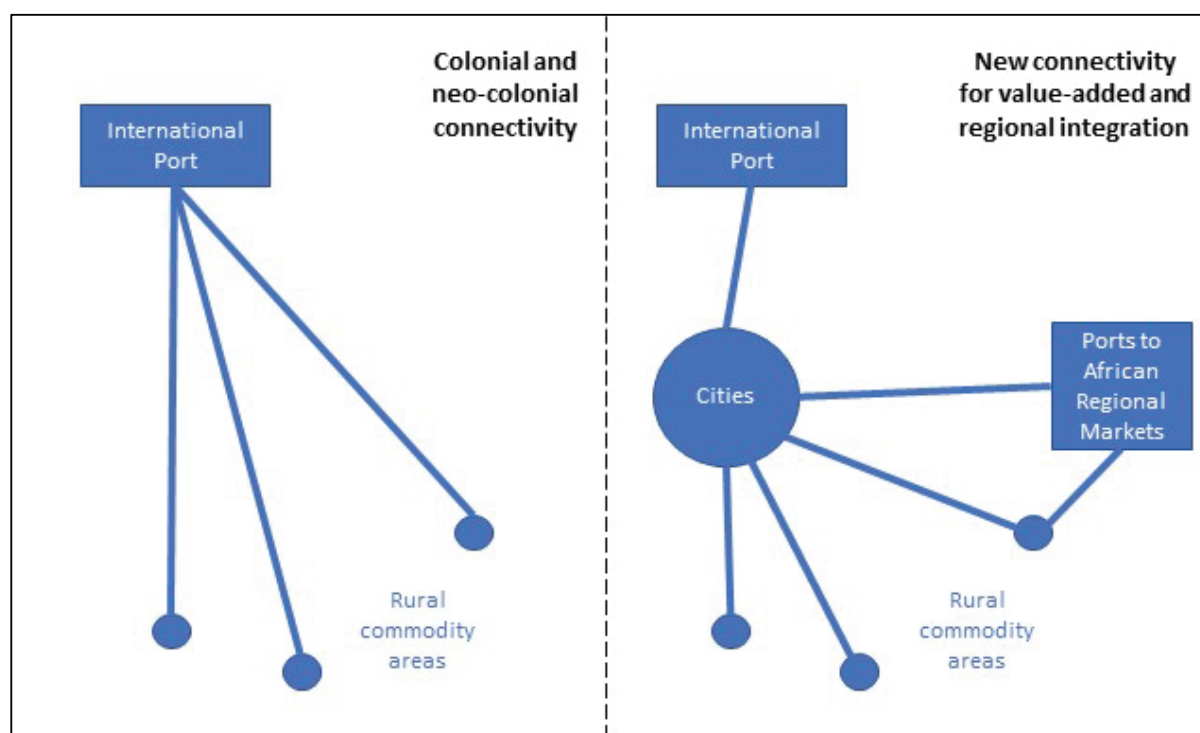 Colonial and
neo-colonial
connectivity
International
Port
Rural
commodity
areas
New connectivity
for value-added and
regional integration
International
Port
Cities
Ports to
African
Regional
Markets
Rural
commodity
areas